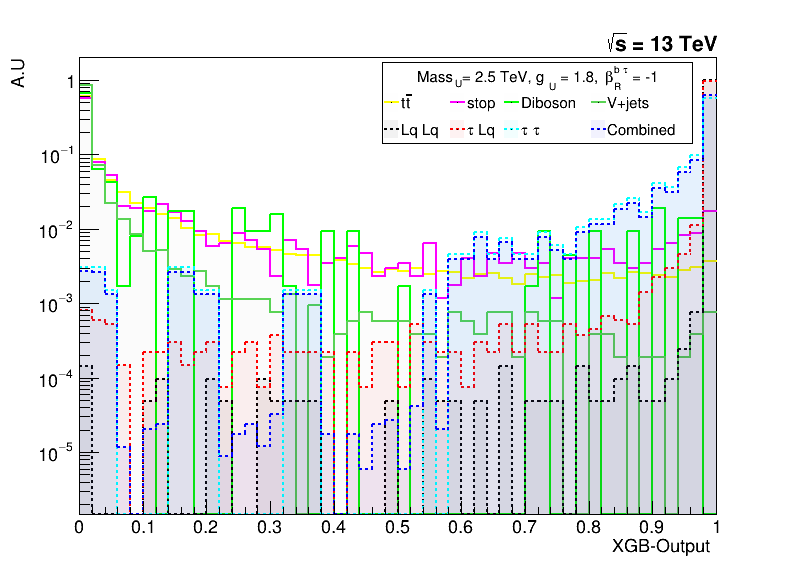 √s = 13 TeV
A.U
Mass_U = 2.5 TeV, g_U = 1.8, β_R^{b τ} = -1
tt̅ stop Diboson V+jets
Lq Lq τ Lq τ τ Combined
1
10⁻¹
10⁻²
10⁻³
10⁻⁴
10⁻⁵
0 0.1 0.2 0.3 0.4 0.5 0.6 0.7 0.8 0.9 1
XGB-Output